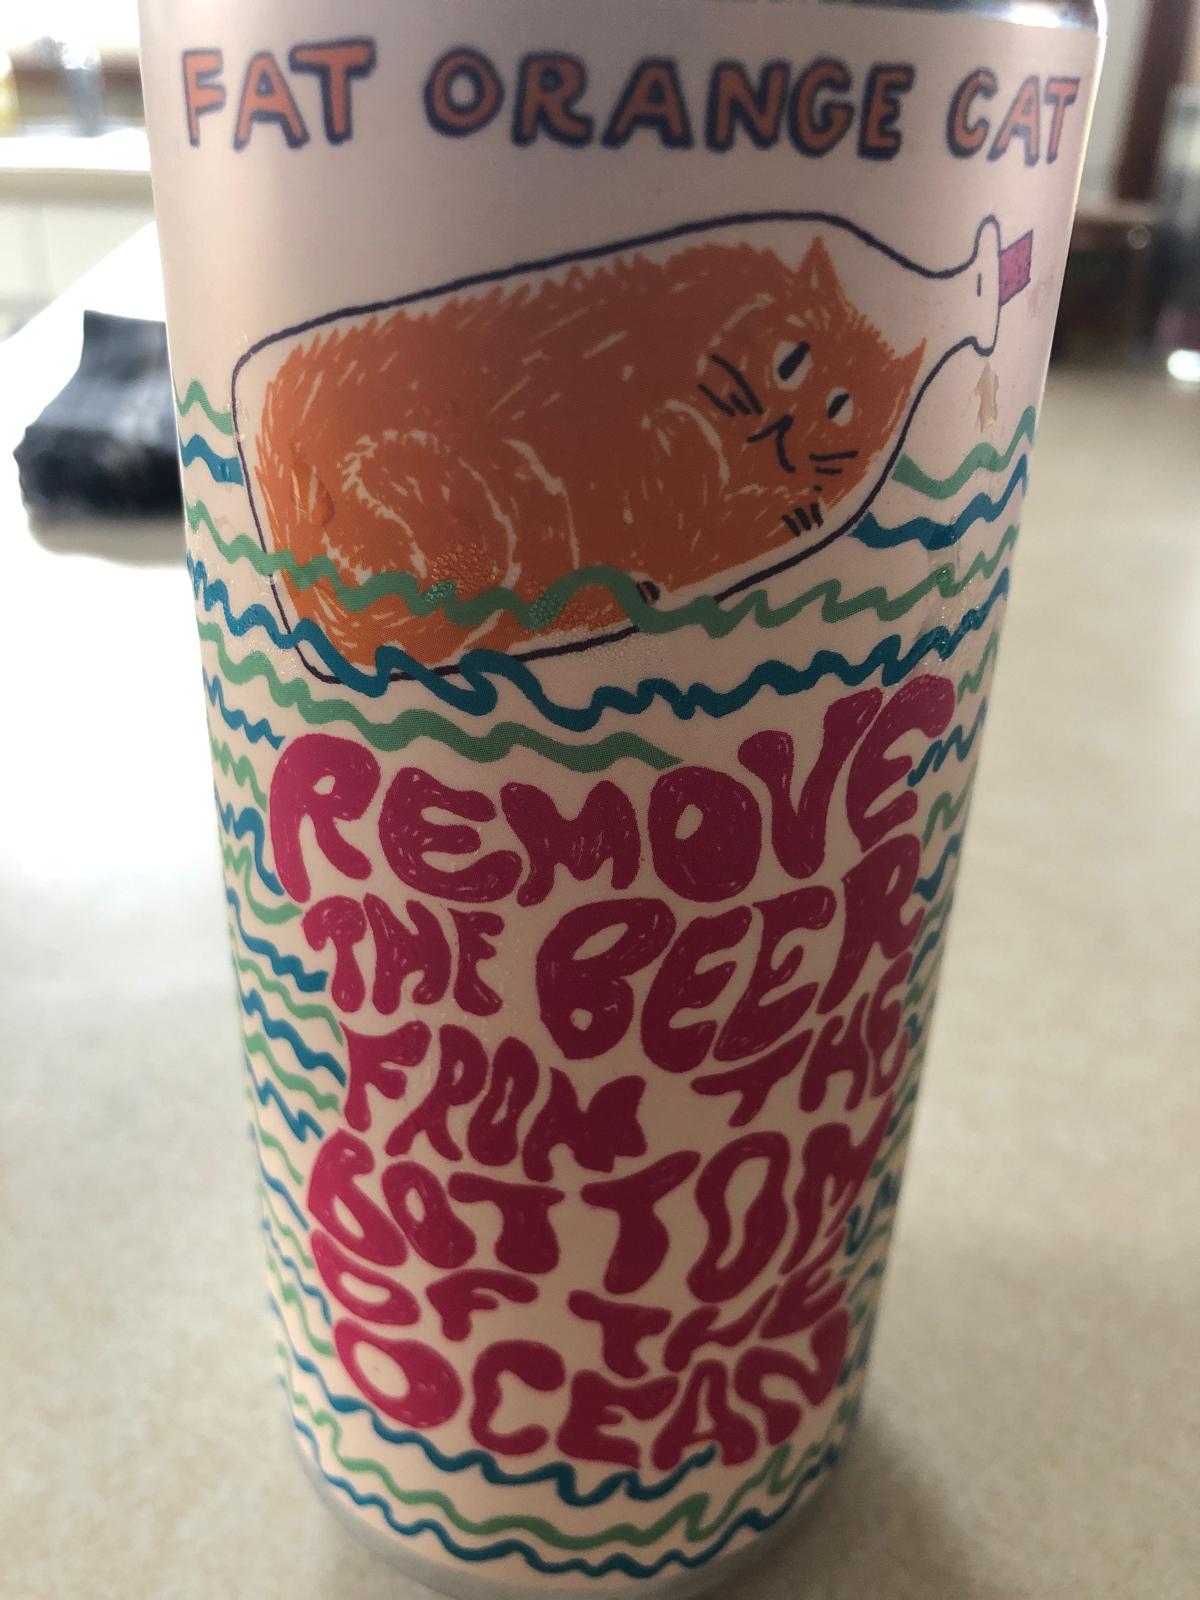 FAT ORANGE CAT
REMOVE
THE BEER
FROM THE
BOTTOM
OF THE
OCEAN